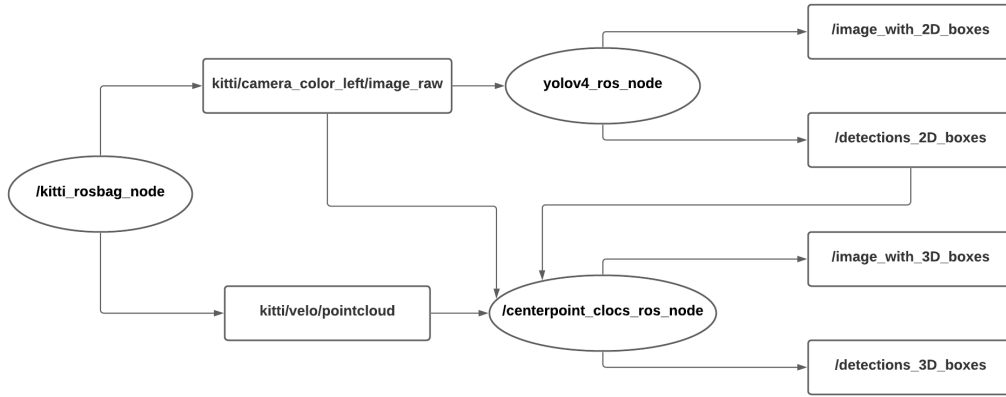 /image_with_2D_boxes
kitti/camera_color_left/image_raw
yolov4_ros_node
/detections_2D_boxes
/kitti_rosbag_node
/image_with_3D_boxes
kitti/velo/pointcloud
/centerpoint_clocs_ros_node
/detections_3D_boxes